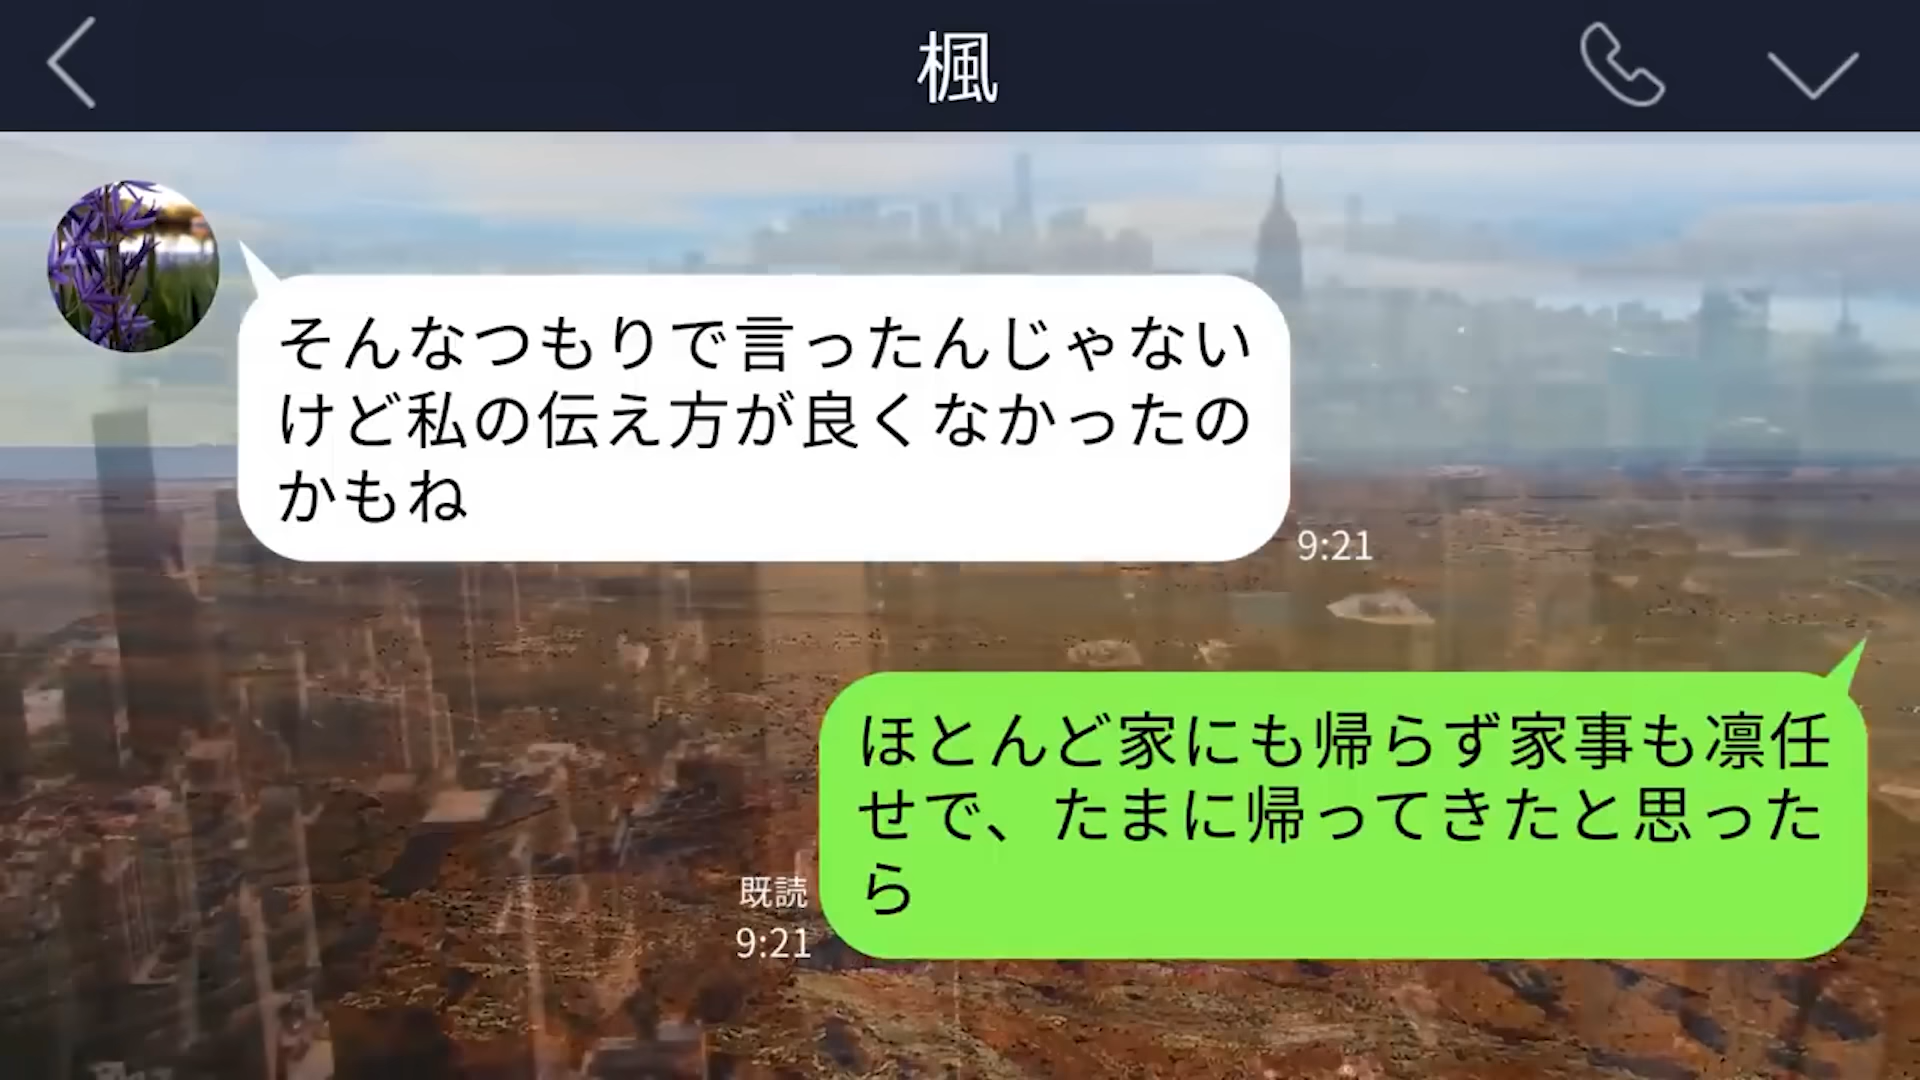 楓
そんなつもりで言ったんじゃない
けど私の伝え方が良くなかったの
かもね
9:21
ほとんど家にも帰らず家事も凛任
せで、たまに帰ってきたと思った
ら
既読
9:21